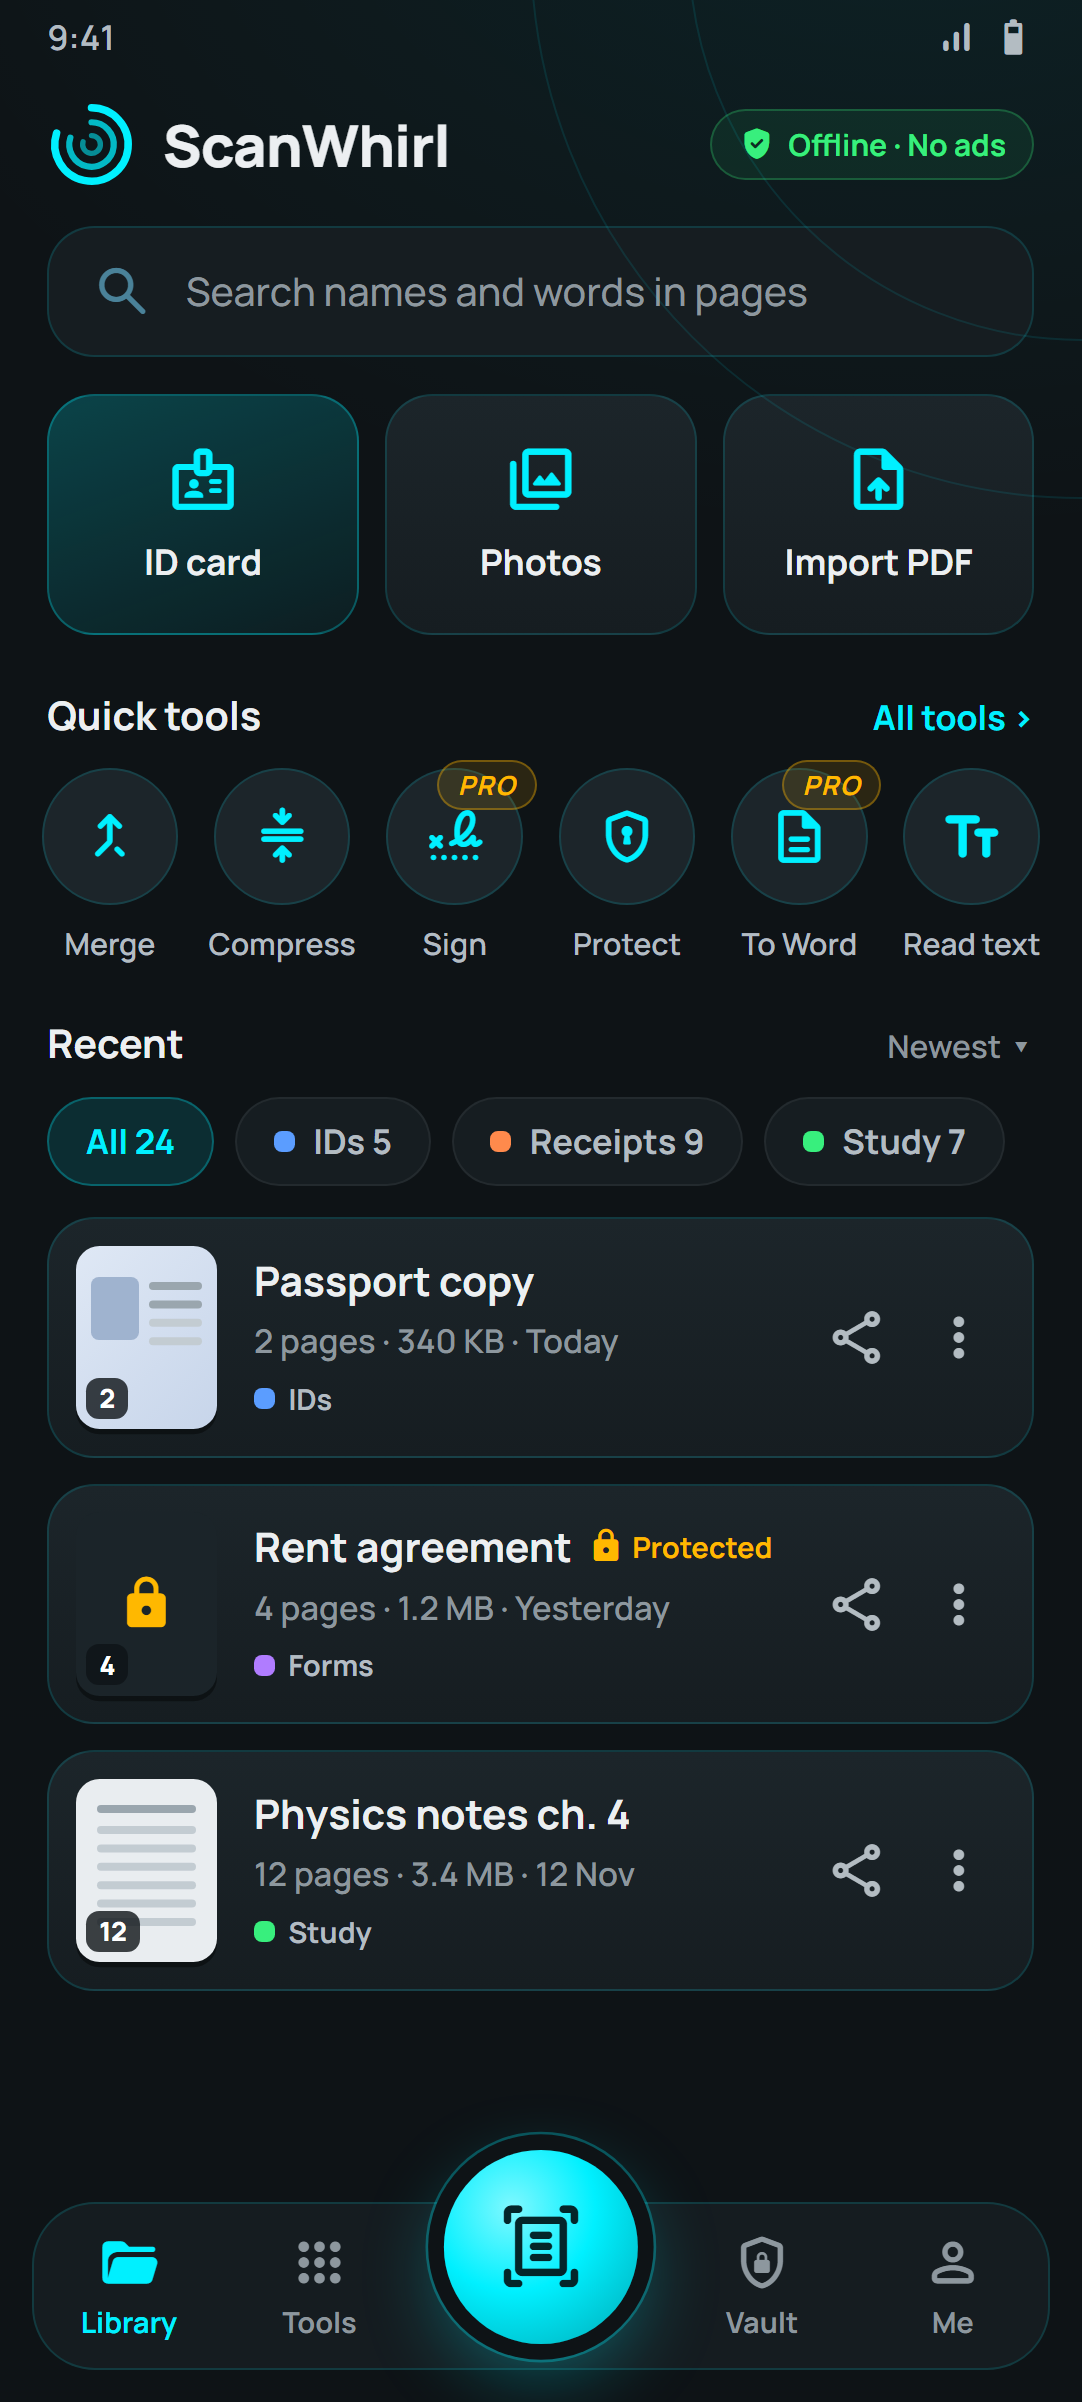 9:41
ScanWhirl
Offline · No ads
Search names and words in pages
ID card
Photos
Import PDF
Quick tools
All tools ›
PRO
PRO
Merge
Compress
Sign
Protect
To Word
Read text
Recent
Newest ▾
All 24
IDs 5
Receipts 9
Study 7
Passport copy
2 pages · 340 KB · Today
2
IDs
Rent agreement
Protected
4 pages · 1.2 MB · Yesterday
4
Forms
Physics notes ch. 4
12 pages · 3.4 MB · 12 Nov
12
Study
Library
Tools
Vault
Me